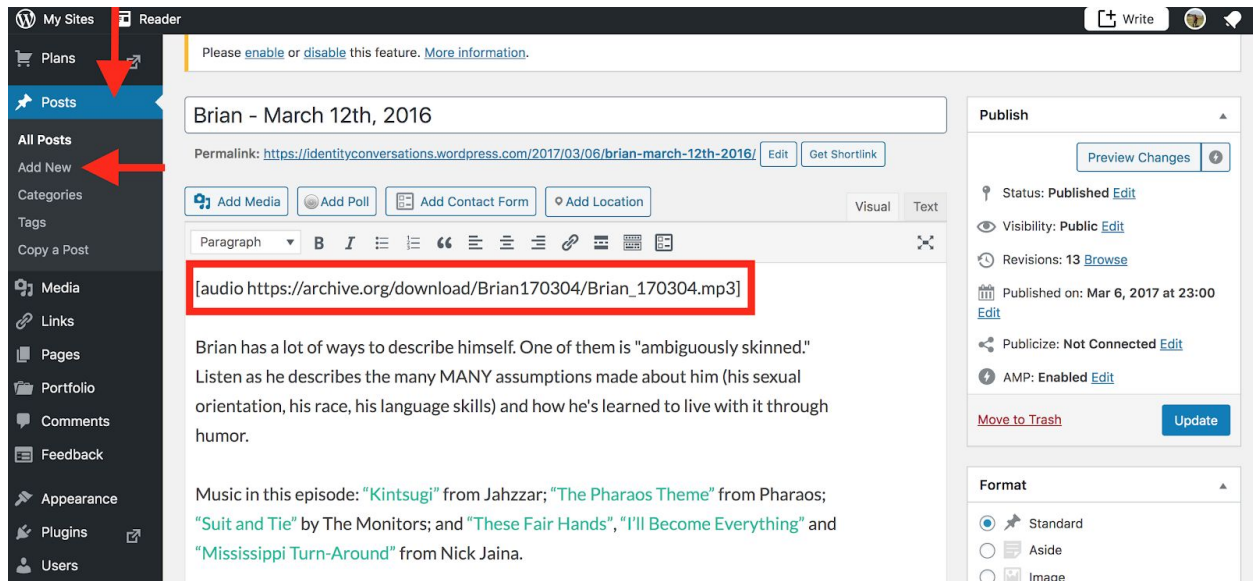 My Sites
Reader
Write
Plans
Posts
All Posts
Add New
Categories
Tags
Copy a Post
Media
Links
Pages
Portfolio
Comments
Feedback
Appearance
Plugins
Users
Please enable or disable this feature. More information.
Brian - March 12th, 2016
Permalink: https://identityconversations.wordpress.com/2017/03/06/brian-march-12th-2016/ Edit Get Shortlink
Add Media Add Poll Add Contact Form Add Location
Visual Text
Paragraph B I
[audio https://archive.org/download/Brian170304/Brian_170304.mp3]
Brian has a lot of ways to describe himself. One of them is "ambiguously skinned."
Listen as he describes the many MANY assumptions made about him (his sexual
orientation, his race, his language skills) and how he's learned to live with it through
humor.
Music in this episode: “Kintsugi” from Jahzzar; “The Pharaos Theme” from Pharaos;
“Suit and Tie” by The Monitors; and “These Fair Hands”, “I’ll Become Everything” and
“Mississippi Turn-Around” from Nick Jaina.
Publish
Preview Changes
Status: Published Edit
Visibility: Public Edit
Revisions: 13 Browse
Published on: Mar 6, 2017 at 23:00
Edit
Publicize: Not Connected Edit
AMP: Enabled Edit
Move to Trash
Update
Format
Standard
Aside
Image